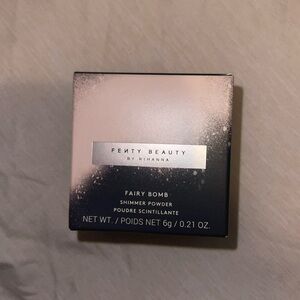 FENTY BEAUTY
BY RIHANNA
FAIRY BOMB
SHIMMER POWDER
POUDRE SCINTILLANTE
NET WT. / POIDS NET 6g / 0.21 OZ.